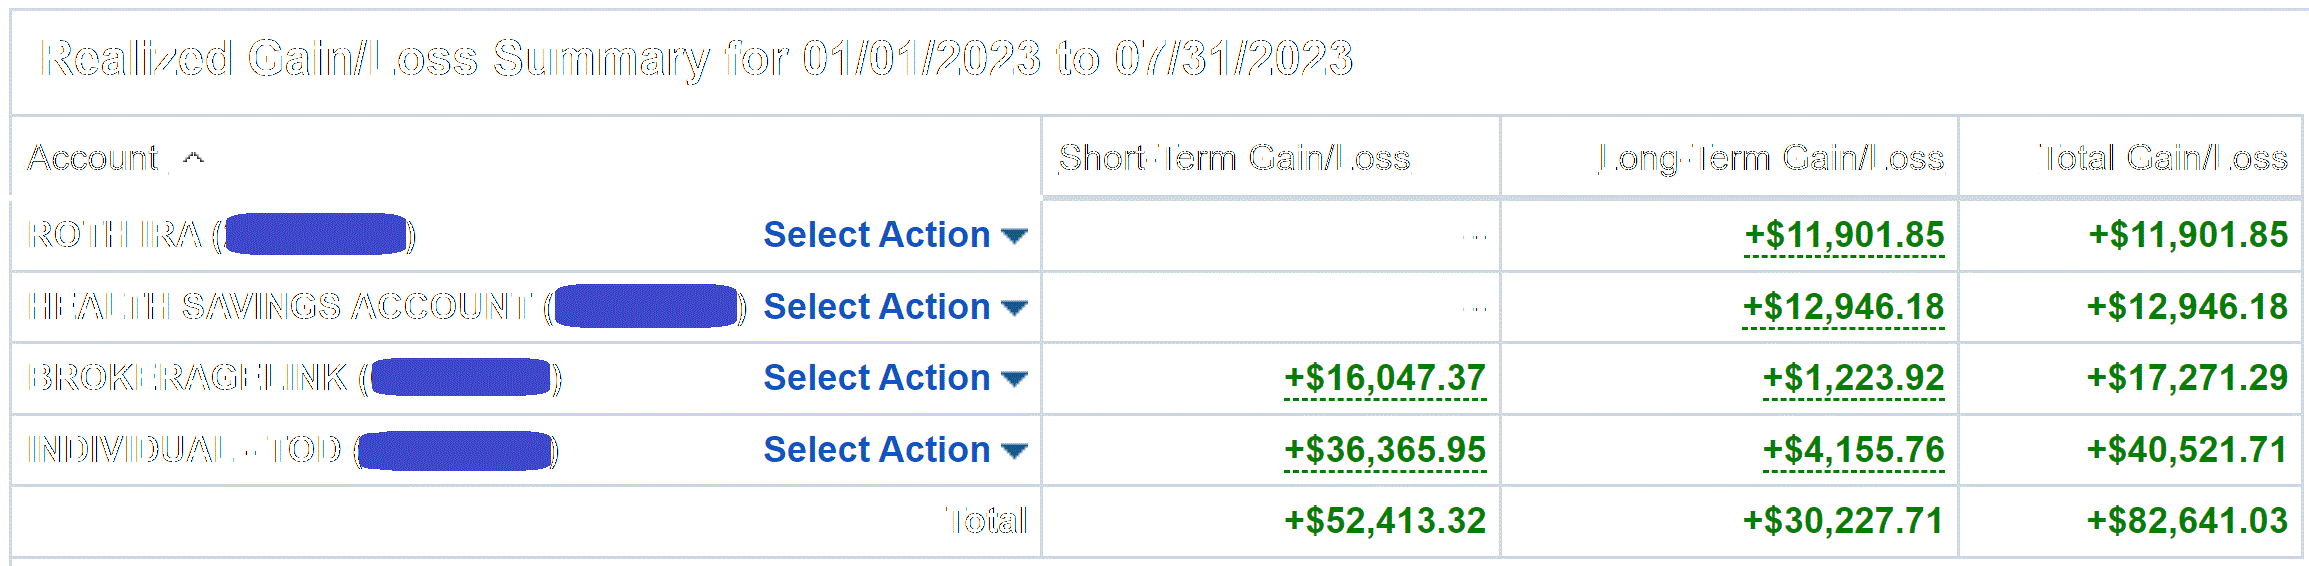 Realized Gain/Loss Summary for 01/01/2023 to 07/31/2023
Account Short-Term Gain/Loss Long-Term Gain/Loss Total Gain/Loss
ROTH IRA ( ) Select Action -- +$11,901.85 +$11,901.85
HEALTH SAVINGS ACCOUNT ( ) Select Action -- +$12,946.18 +$12,946.18
BROKERAGELINK ( ) Select Action +$16,047.37 +$1,223.92 +$17,271.29
INDIVIDUAL - TOD ( ) Select Action +$36,365.95 +$4,155.76 +$40,521.71
Total +$52,413.32 +$30,227.71 +$82,641.03